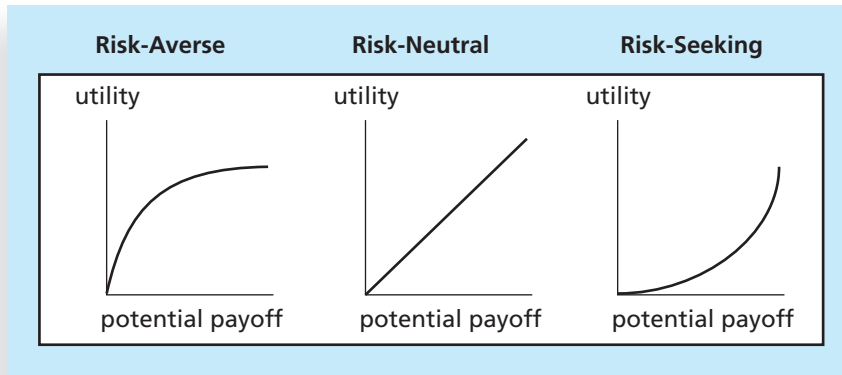 Risk-Averse Risk-Neutral Risk-Seeking
utility utility utility
potential payoff potential payoff potential payoff